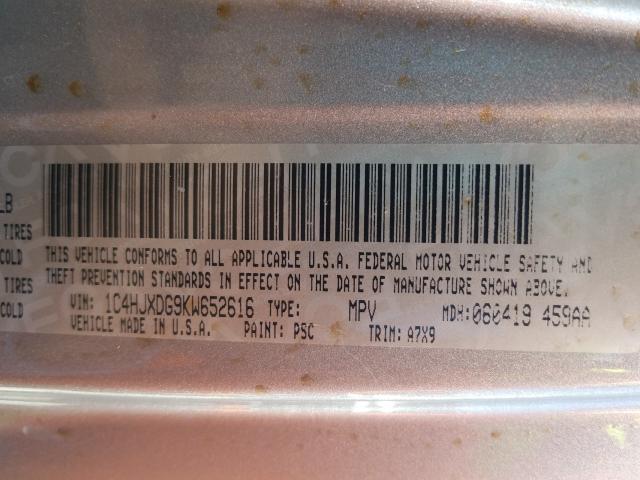 LB
TIRES
COLD
TIRES
COLD
THIS VEHICLE CONFORMS TO ALL APPLICABLE U.S.A. FEDERAL MOTOR VEHICLE SAFETY AND
THEFT PREVENTION STANDARDS IN EFFECT ON THE DATE OF MANUFACTURE SHOWN ABOVE.
VIN: 1C4HJXDG9KW652616 TYPE: MPV MDH:060419 459AA
VEHICLE MADE IN U.S.A. PAINT: PSC TRIM: A7X9